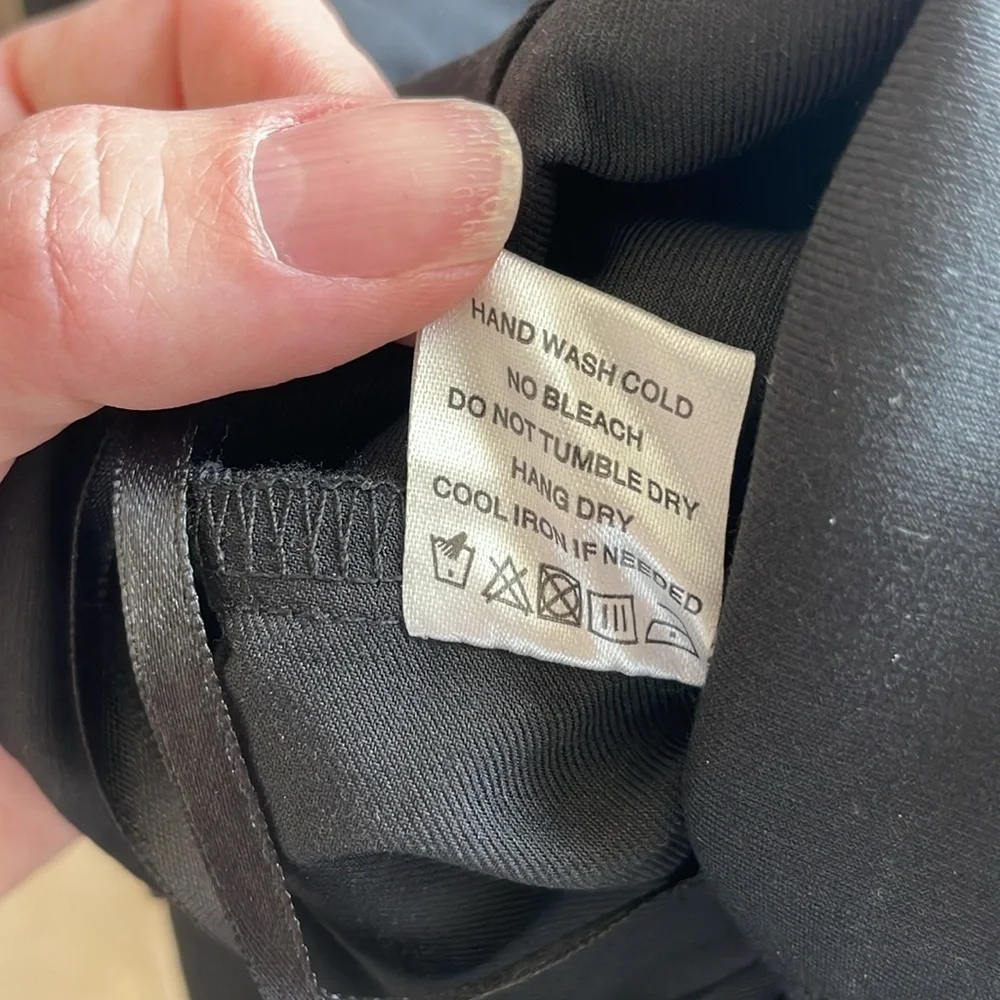 HAND WASH COLD
NO BLEACH
DO NOT TUMBLE DRY
HANG DRY
COOL IRON IF NEEDED